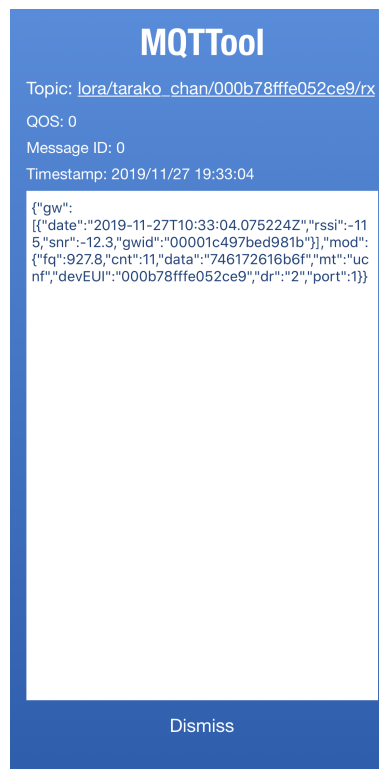 MQTTool
Topic: lora/tarako_chan/000b78fffe052ce9/rx
QOS: 0
Message ID: 0
Timestamp: 2019/11/27 19:33:04
{"gw":
[{"date":"2019-11-27T10:33:04.075224Z","rssi":-11
5,"snr":-12.3,"gwid":"00001c497bed981b"}],"mod":
{"fq":927.8,"cnt":11,"data":"746172616b6f","mt":"uc
nf","devEUI":"000b78fffe052ce9","dr":"2","port":1}}
Dismiss